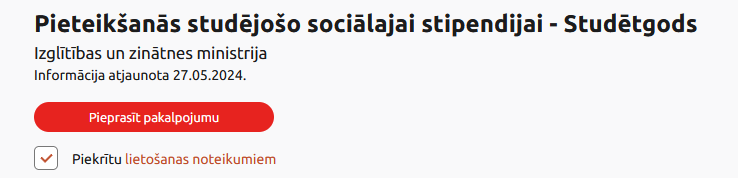 Pieteikšanās studējošo sociālajai stipendijai - Studētgods
Izglītības un zinātnes ministrija
Informācija atjaunota 27.05.2024.
Pieprasīt pakalpojumu
Piekrītu lietošanas noteikumiem